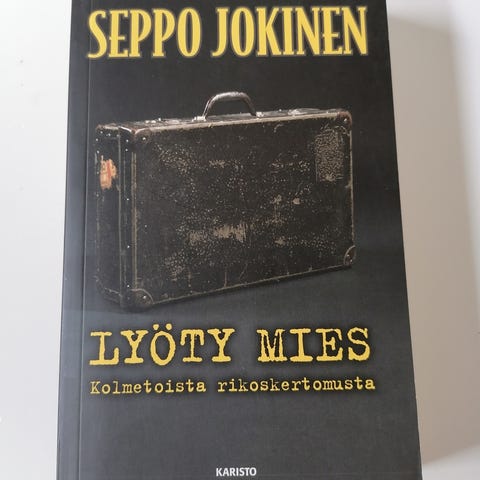 SEPPO JOKINEN
LYÖTY MIES
Kolmetoista rikoskertomusta
KARISTO